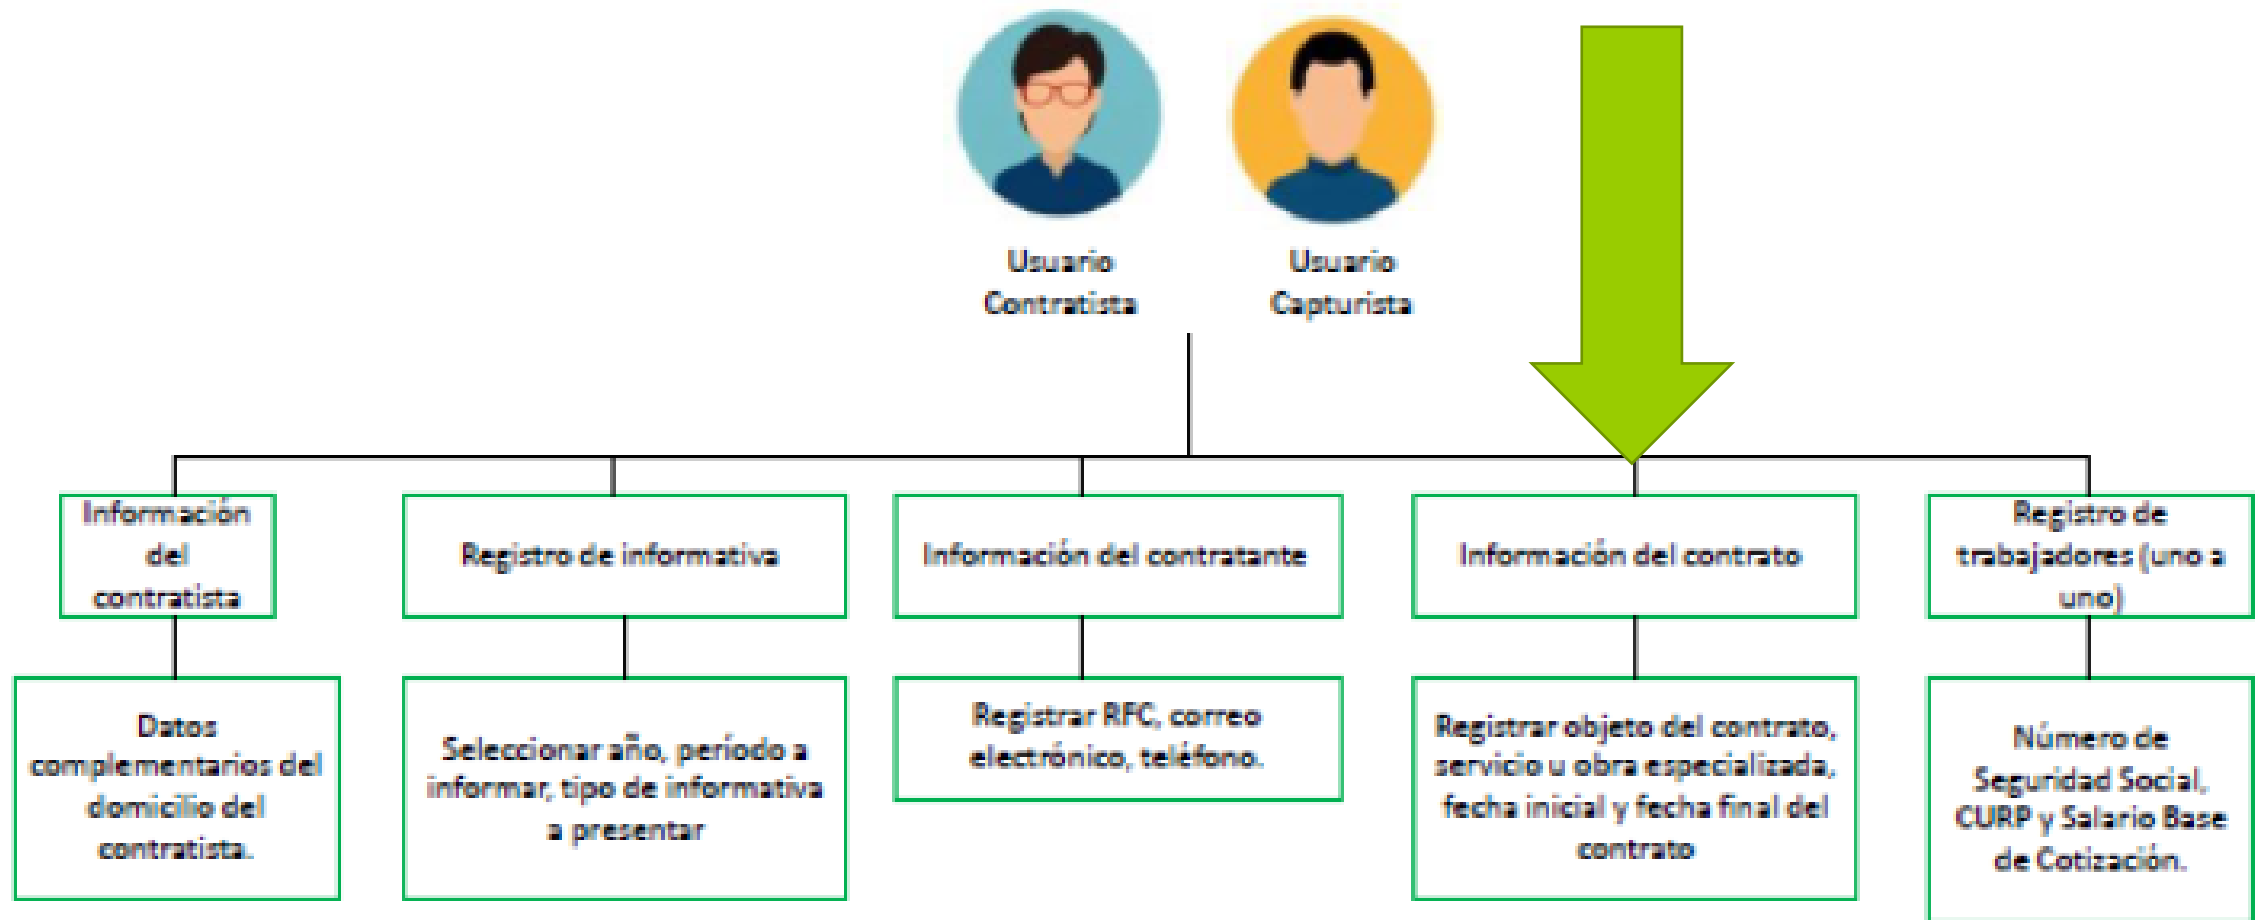 Usuario
Contratista
Usuario
Capturista
Información
del
contratista
Registro de informativa
Información del contratante
Información del contrato
Registro de
trabajadores (uno a
uno)
Datos
complementarios del
domicilio del
contratista.
Seleccionar año, período a
informar, tipo de informativa
a presentar
Registrar RFC, correo
electrónico, teléfono.
Registrar objeto del contrato,
servicio u obra especializada,
fecha inicial y fecha final del
contrato
Número de
Seguridad Social,
CURP y Salario Base
de Cotización.